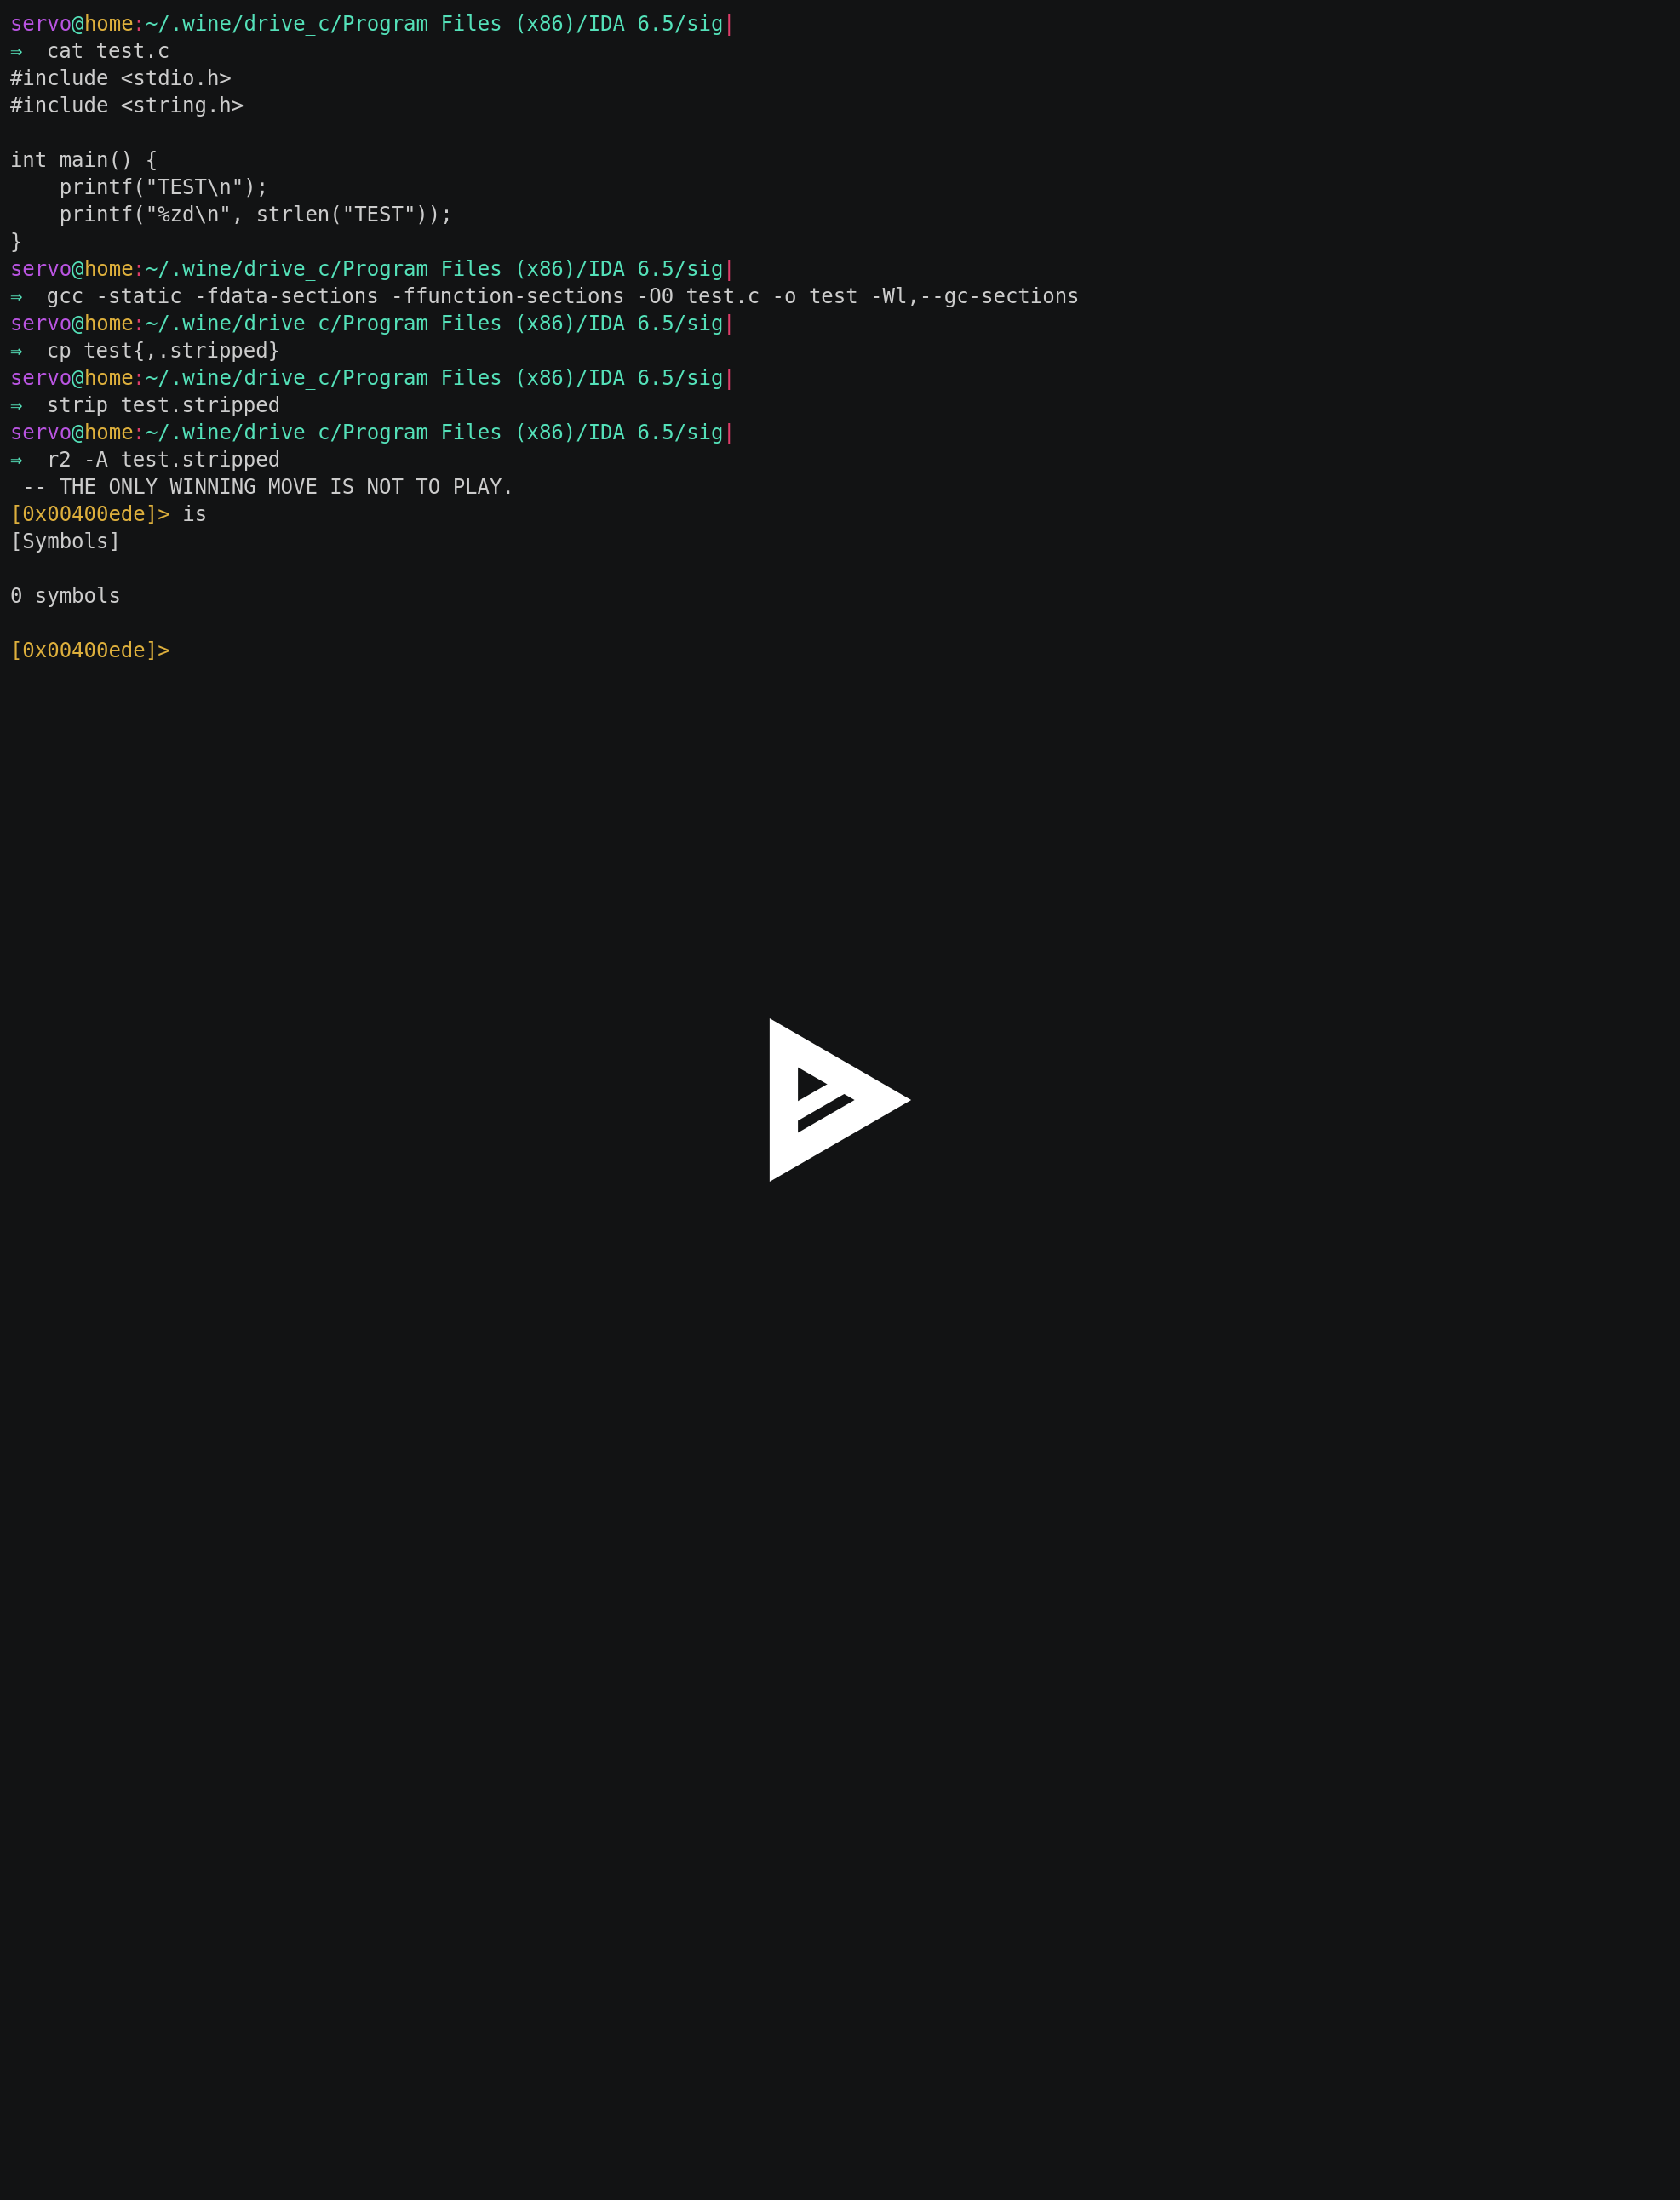 servo@home:~/.wine/drive_c/Program Files (x86)/IDA 6.5/sig|
⇒  cat test.c
#include <stdio.h>
#include <string.h>

int main() {
    printf("TEST\n");
    printf("%zd\n", strlen("TEST"));
}
servo@home:~/.wine/drive_c/Program Files (x86)/IDA 6.5/sig|
⇒  gcc -static -fdata-sections -ffunction-sections -O0 test.c -o test -Wl,--gc-sections
servo@home:~/.wine/drive_c/Program Files (x86)/IDA 6.5/sig|
⇒  cp test{,.stripped}
servo@home:~/.wine/drive_c/Program Files (x86)/IDA 6.5/sig|
⇒  strip test.stripped
servo@home:~/.wine/drive_c/Program Files (x86)/IDA 6.5/sig|
⇒  r2 -A test.stripped
 -- THE ONLY WINNING MOVE IS NOT TO PLAY.
[0x00400ede]> is
[Symbols]

0 symbols

[0x00400ede]>